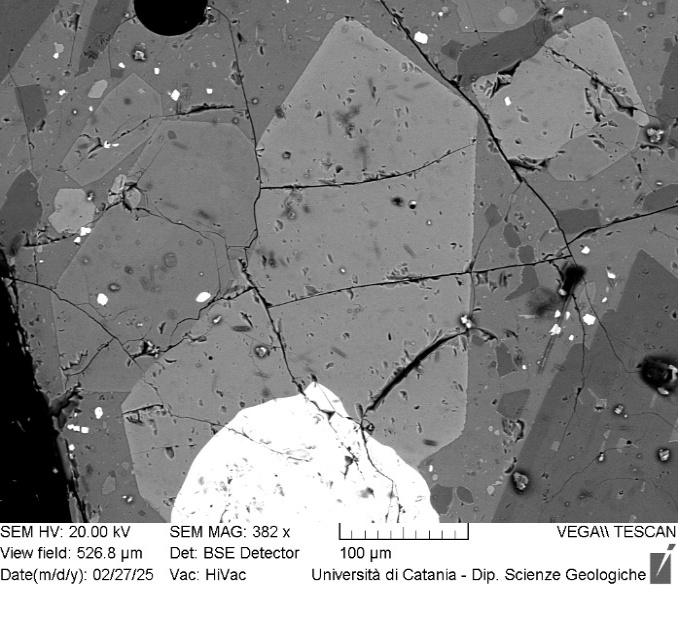 SEM HV: 20.00 kV SEM MAG: 382 x VEGA\\ TESCAN
View field: 526.8 µm Det: BSE Detector 100 µm
Date(m/d/y): 02/27/25 Vac: HiVac Università di Catania - Dip. Scienze Geologiche